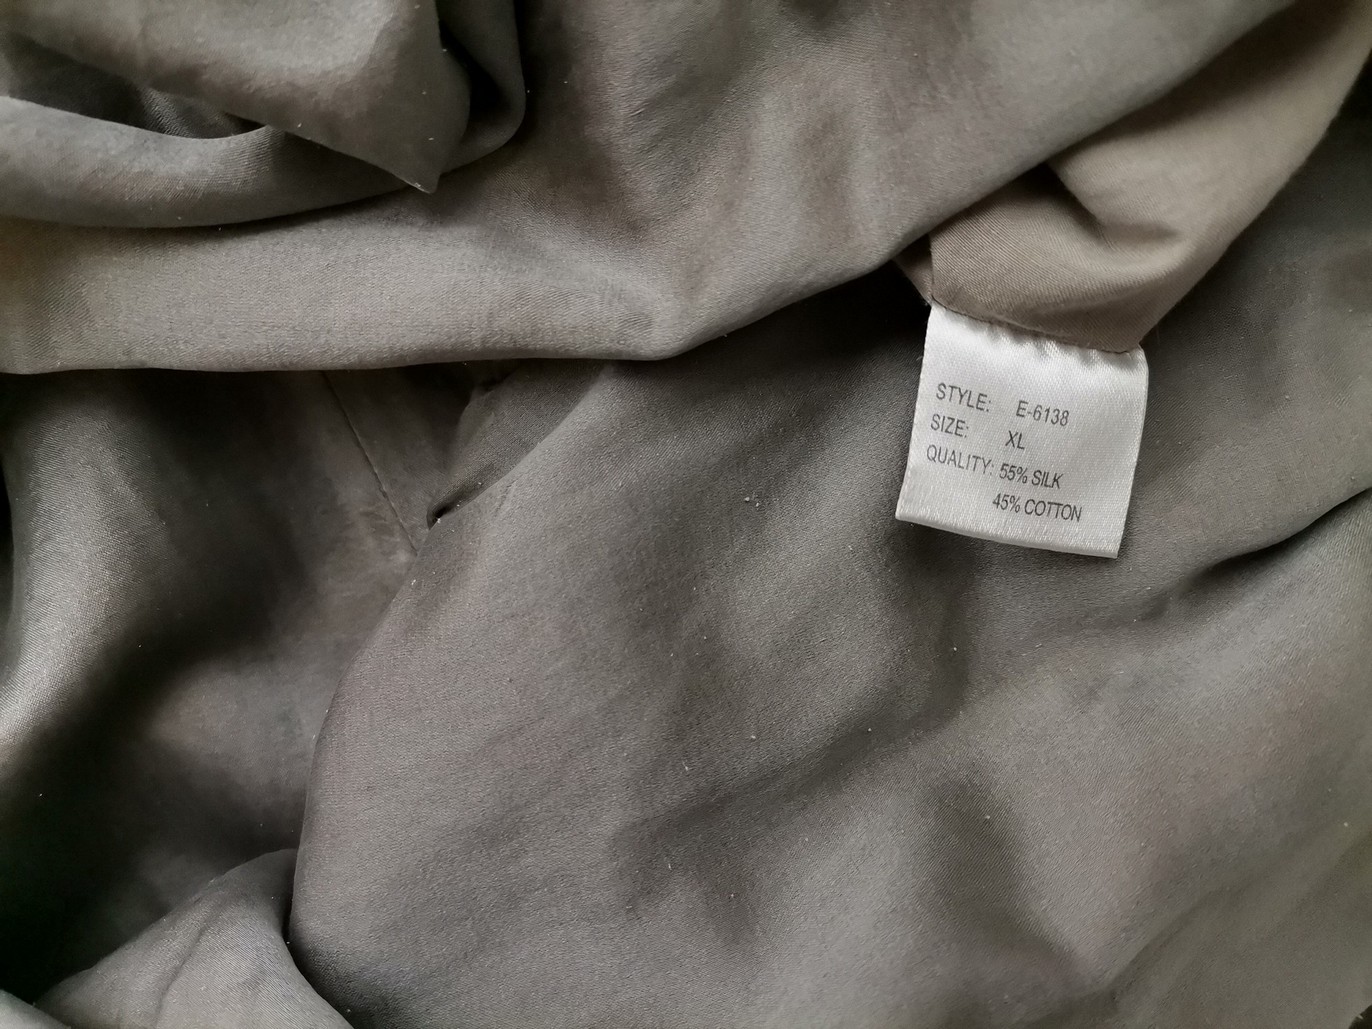 STYLE: E-6138
SIZE: XL
QUALITY: 55% SILK
45% COTTON